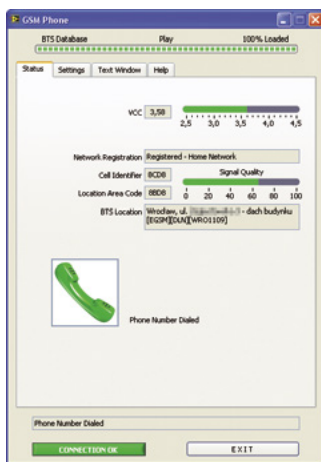 GSM Phone
BTS Database Play 100% Loaded
Status Settings Text Window Help
VCC 3,58
2,5 3,0 3,5 4,0 4,5
Network Registration Registered - Home Network
Cell Identifier BCDB Signal Quality
Location Area Code 8BDB 0 20 40 60 80 100
BTS Location Wrocław, ul. - dach budynku
[EGSM][DLN][WRO1109]
Phone Number Dialed
Phone Number Dialed
CONNECTION OK EXIT